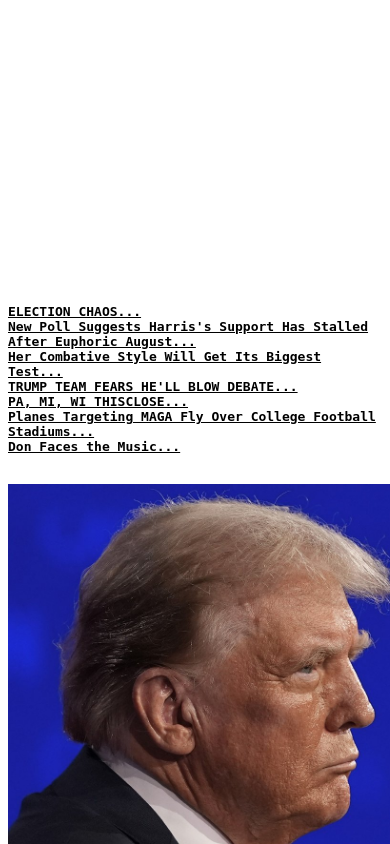 ELECTION CHAOS...
New Poll Suggests Harris's Support Has Stalled
After Euphoric August...
Her Combative Style Will Get Its Biggest
Test...
TRUMP TEAM FEARS HE'LL BLOW DEBATE...
PA, MI, WI THISCLOSE...
Planes Targeting MAGA Fly Over College Football
Stadiums...
Don Faces the Music...